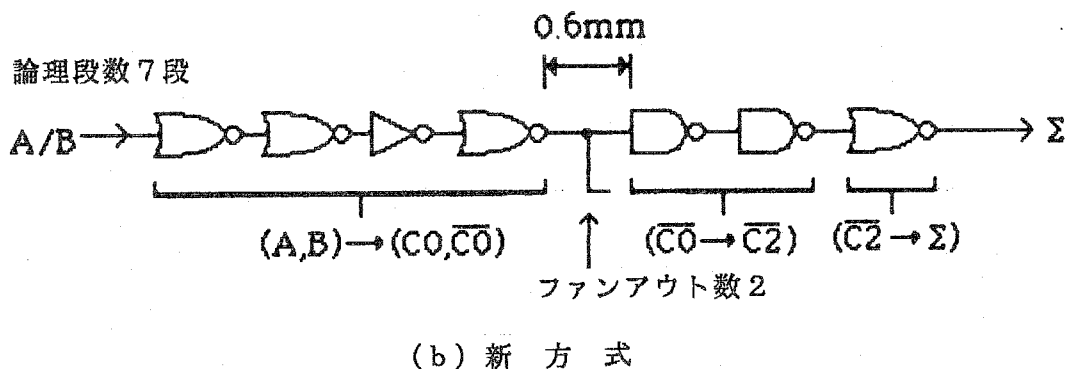 0.6mm
論理段数7段
A/B
Σ
(A,B)→(C0,C̅0̅)
(C̅0̅→C̅2̅)
(C̅2̅→Σ)
ファンアウト数2
(b)新 方 式